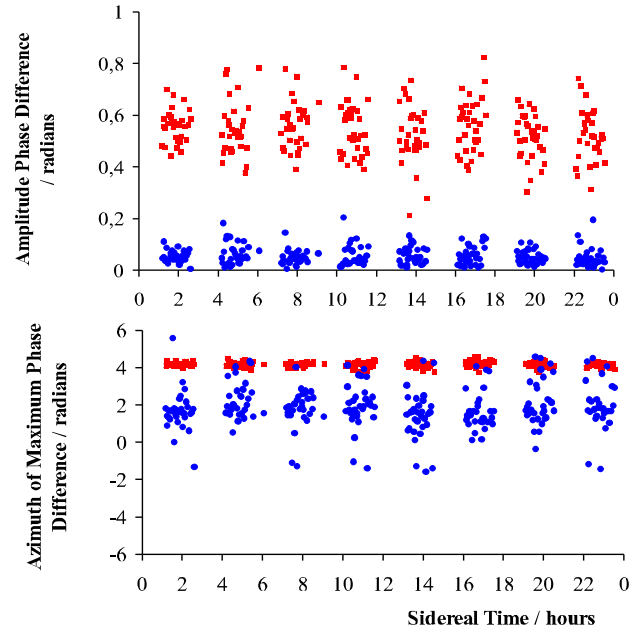 Amplitude Phase Difference
/ radians
1
0,8
0,6
0,4
0,2
0
0 2 4 6 8 10 12 14 16 18 20 22 0
Azimuth of Maximum Phase
Difference / radians
6
4
2
0
-2
-4
-6
0 2 4 6 8 10 12 14 16 18 20 22 0
Sidereal Time / hours